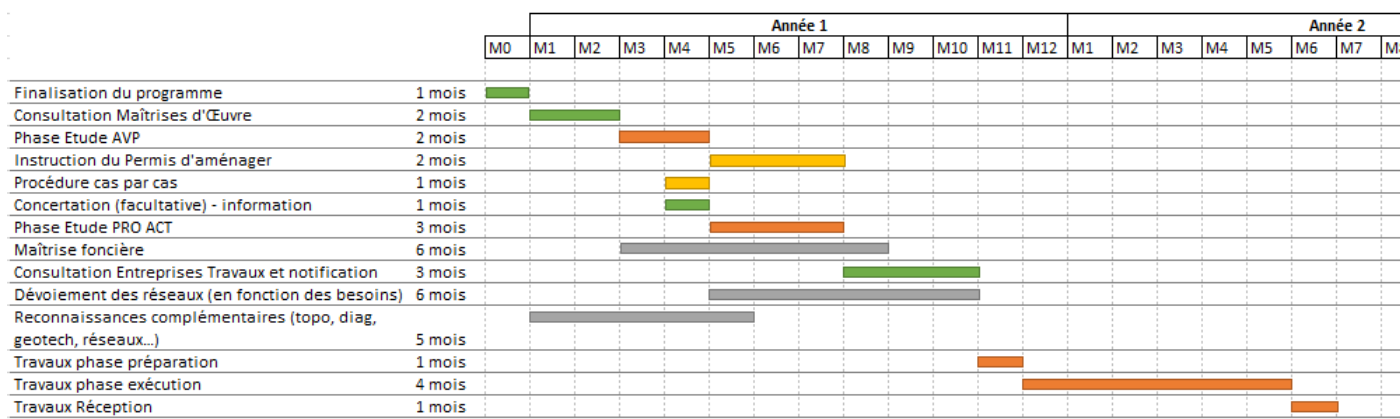 Année 1 Année 2
M0 M1 M2 M3 M4 M5 M6 M7 M8 M9 M10 M11 M12 M1 M2 M3 M4 M5 M6 M7
Finalisation du programme 1 mois
Consultation Maîtrises d'Œuvre 2 mois
Phase Etude AVP 2 mois
Instruction du Permis d'aménager 2 mois
Procédure cas par cas 1 mois
Concertation (facultative) - information 1 mois
Phase Etude PRO ACT 3 mois
Maîtrise foncière 6 mois
Consultation Entreprises Travaux et notification 3 mois
Dévoiement des réseaux (en fonction des besoins) 6 mois
Reconnaissances complémentaires (topo, diag,
geotech, réseaux...) 5 mois
Travaux phase préparation 1 mois
Travaux phase exécution 4 mois
Travaux Réception 1 mois